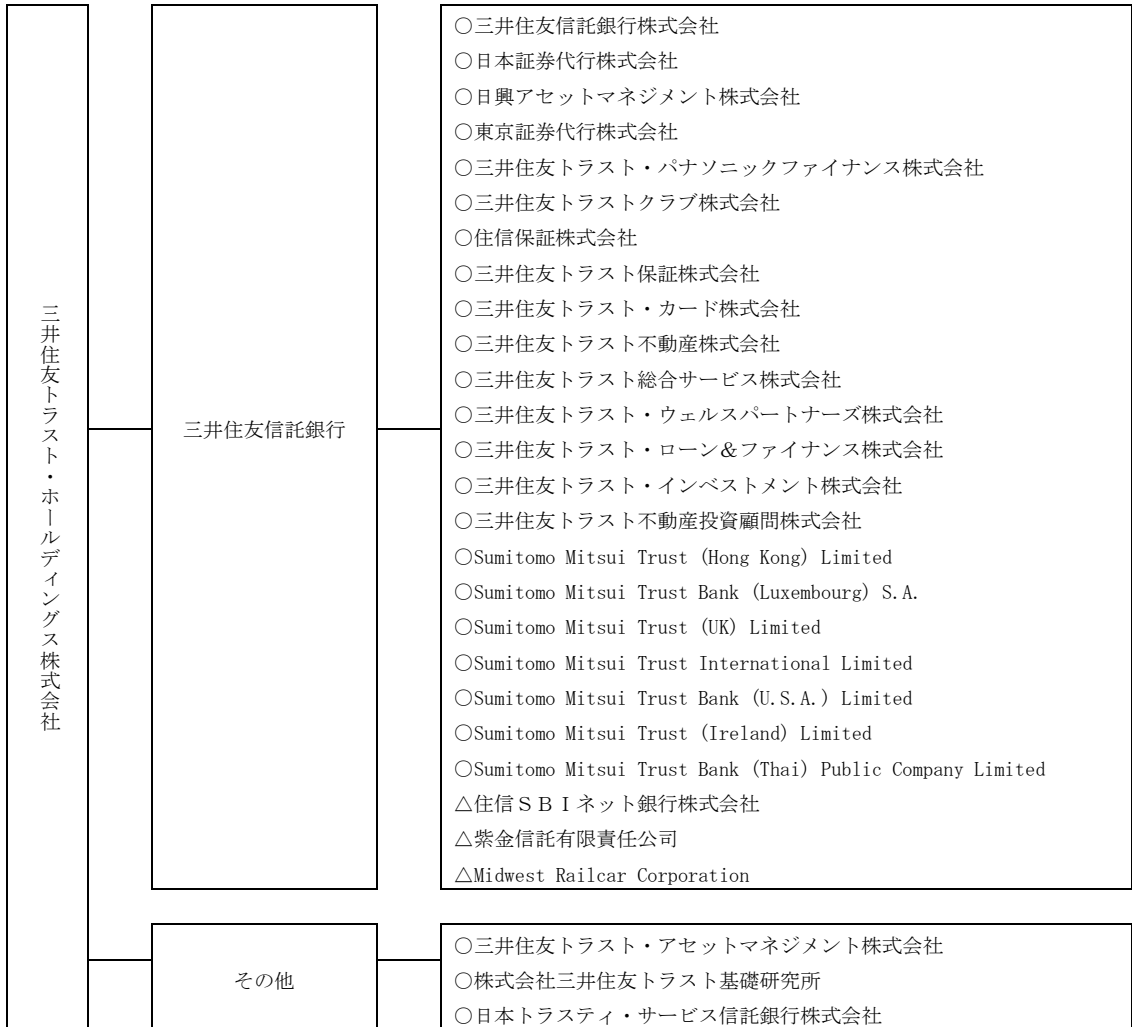 三井住友トラスト・ホールディングス株式会社
三井住友信託銀行
○三井住友信託銀行株式会社
○日本証券代行株式会社
○日興アセットマネジメント株式会社
○東京証券代行株式会社
○三井住友トラスト・パナソニックファイナンス株式会社
○三井住友トラストクラブ株式会社
○住信保証株式会社
○三井住友トラスト保証株式会社
○三井住友トラスト・カード株式会社
○三井住友トラスト不動産株式会社
○三井住友トラスト総合サービス株式会社
○三井住友トラスト・ウェルスパートナーズ株式会社
○三井住友トラスト・ローン＆ファイナンス株式会社
○三井住友トラスト・インベストメント株式会社
○三井住友トラスト不動産投資顧問株式会社
○Sumitomo Mitsui Trust (Hong Kong) Limited
○Sumitomo Mitsui Trust Bank (Luxembourg) S.A.
○Sumitomo Mitsui Trust (UK) Limited
○Sumitomo Mitsui Trust International Limited
○Sumitomo Mitsui Trust Bank (U.S.A.) Limited
○Sumitomo Mitsui Trust (Ireland) Limited
○Sumitomo Mitsui Trust Bank (Thai) Public Company Limited
△住信ＳＢＩネット銀行株式会社
△紫金信託有限責任公司
△Midwest Railcar Corporation
その他
○三井住友トラスト・アセットマネジメント株式会社
○株式会社三井住友トラスト基礎研究所
○日本トラスティ・サービス信託銀行株式会社